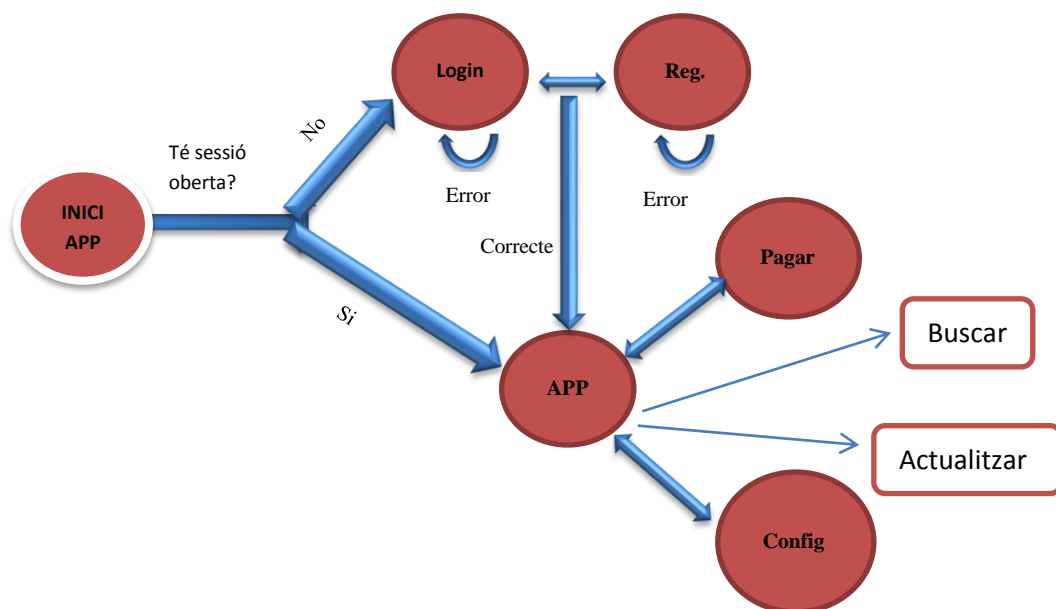 Login
Reg.
No
Té sessió
oberta?
Error
Error
INICI
APP
Correcte
Pagar
Si
Buscar
APP
Actualitzar
Config